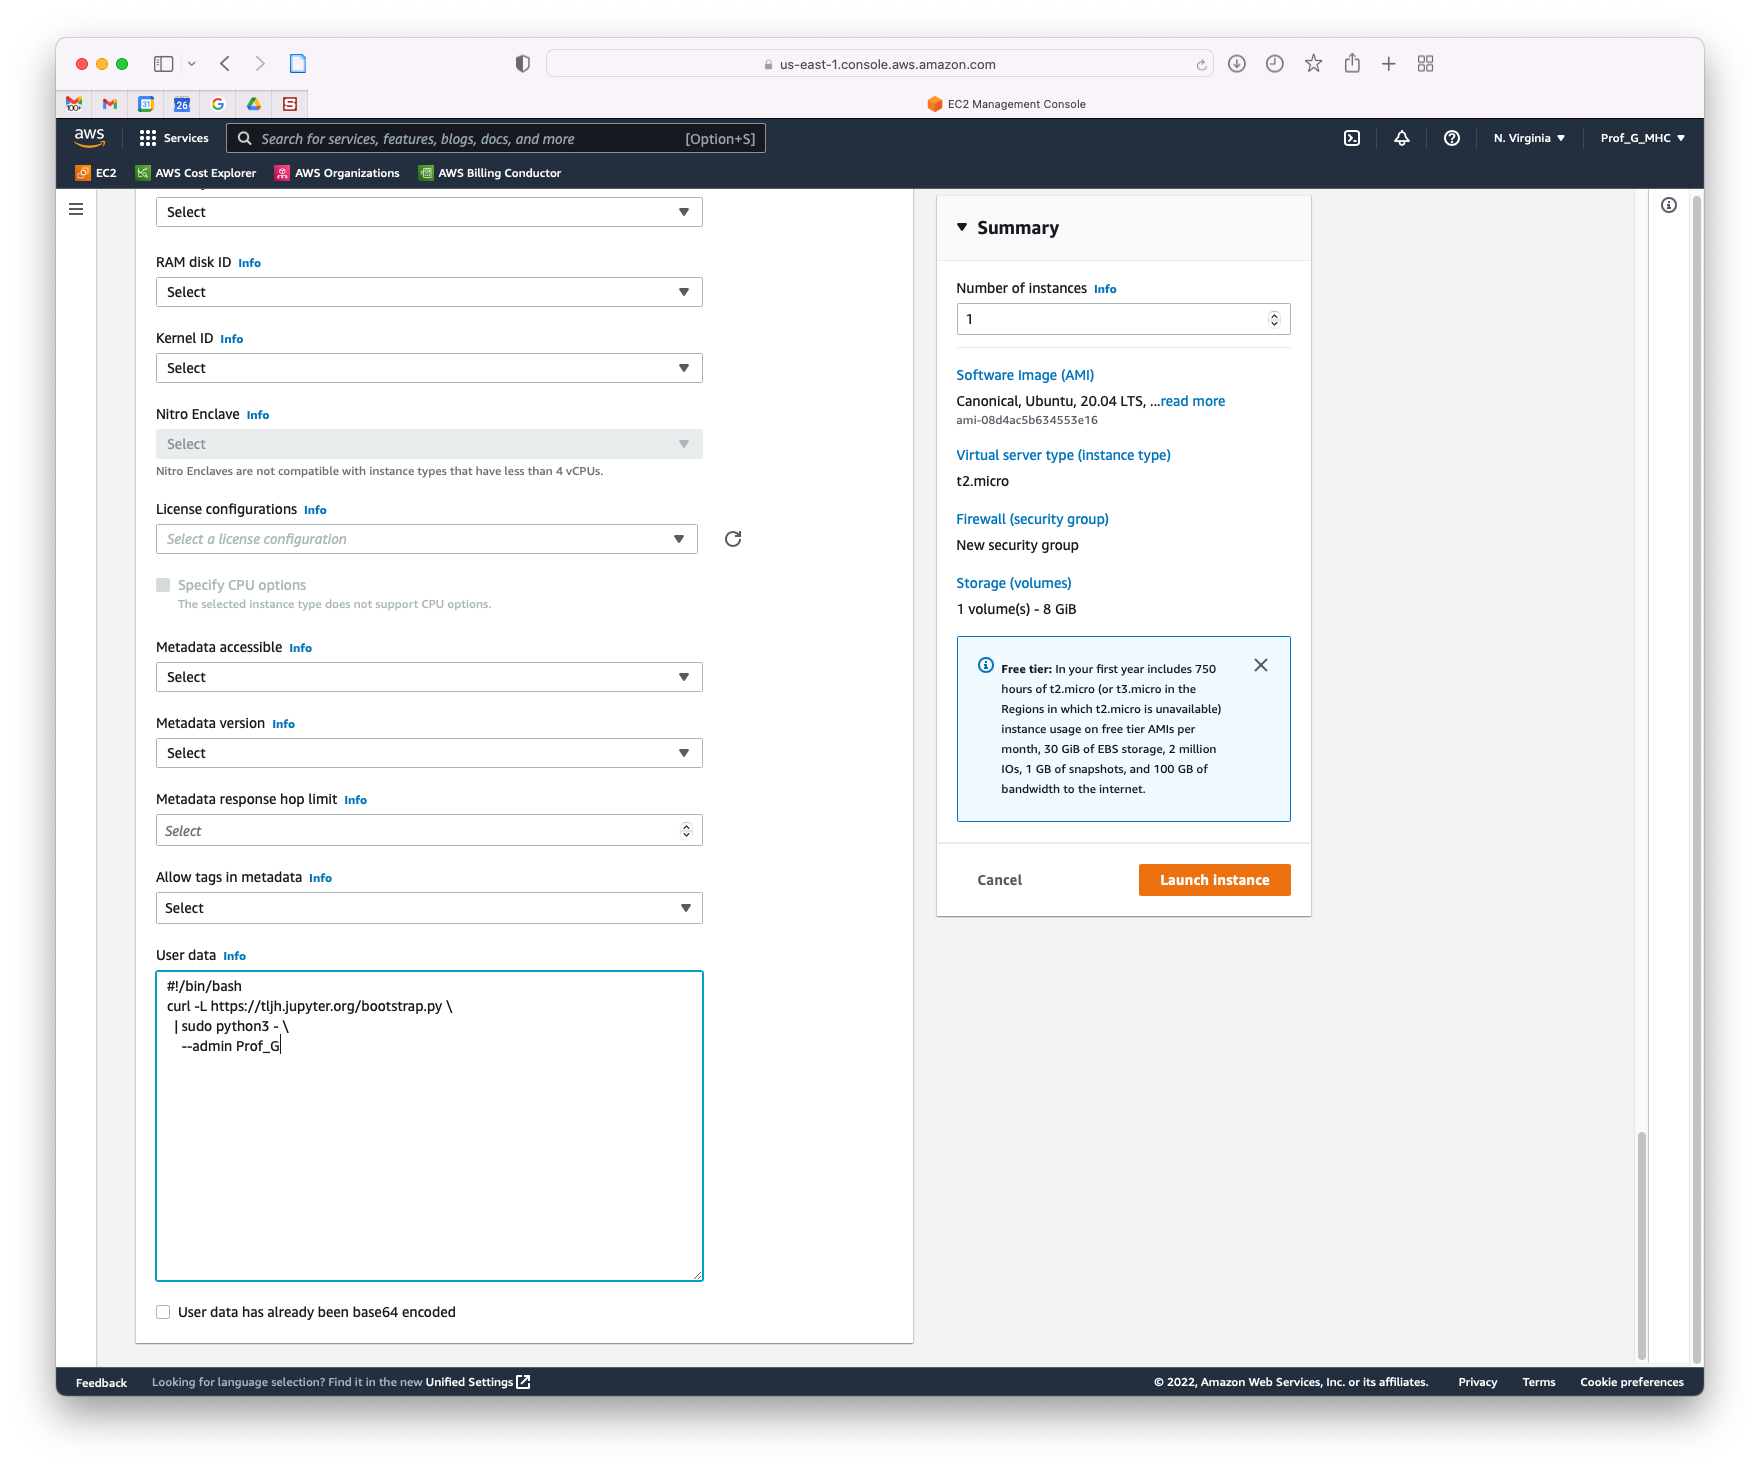 us-east-1.console.aws.amazon.com
100+
31
26
G
S
EC2 Management Console
aws
Services
Search for services, features, blogs, docs, and more
[Option+S]
N. Virginia
Prof_G_MHC
EC2
AWS Cost Explorer
AWS Organizations
AWS Billing Conductor
Select
RAM disk ID Info
Select
Kernel ID Info
Select
Nitro Enclave Info
Select
Nitro Enclaves are not compatible with instance types that have less than 4 vCPUs.
License configurations Info
Select a license configuration
Specify CPU options
The selected instance type does not support CPU options.
Metadata accessible Info
Select
Metadata version Info
Select
Metadata response hop limit Info
Select
Allow tags in metadata Info
Select
User data Info
#!/bin/bash
curl -L https://tljh.jupyter.org/bootstrap.py \
| sudo python3 - \
--admin Prof_G
User data has already been base64 encoded
Summary
Number of instances Info
1
Software Image (AMI)
Canonical, Ubuntu, 20.04 LTS, ...read more
ami-08d4ac5b634553e16
Virtual server type (instance type)
t2.micro
Firewall (security group)
New security group
Storage (volumes)
1 volume(s) - 8 GiB
Free tier: In your first year includes 750
hours of t2.micro (or t3.micro in the
Regions in which t2.micro is unavailable)
instance usage on free tier AMIs per
month, 30 GiB of EBS storage, 2 million
IOs, 1 GB of snapshots, and 100 GB of
bandwidth to the internet.
Cancel
Launch instance
Feedback
Looking for language selection? Find it in the new Unified Settings
© 2022, Amazon Web Services, Inc. or its affiliates.
Privacy
Terms
Cookie preferences